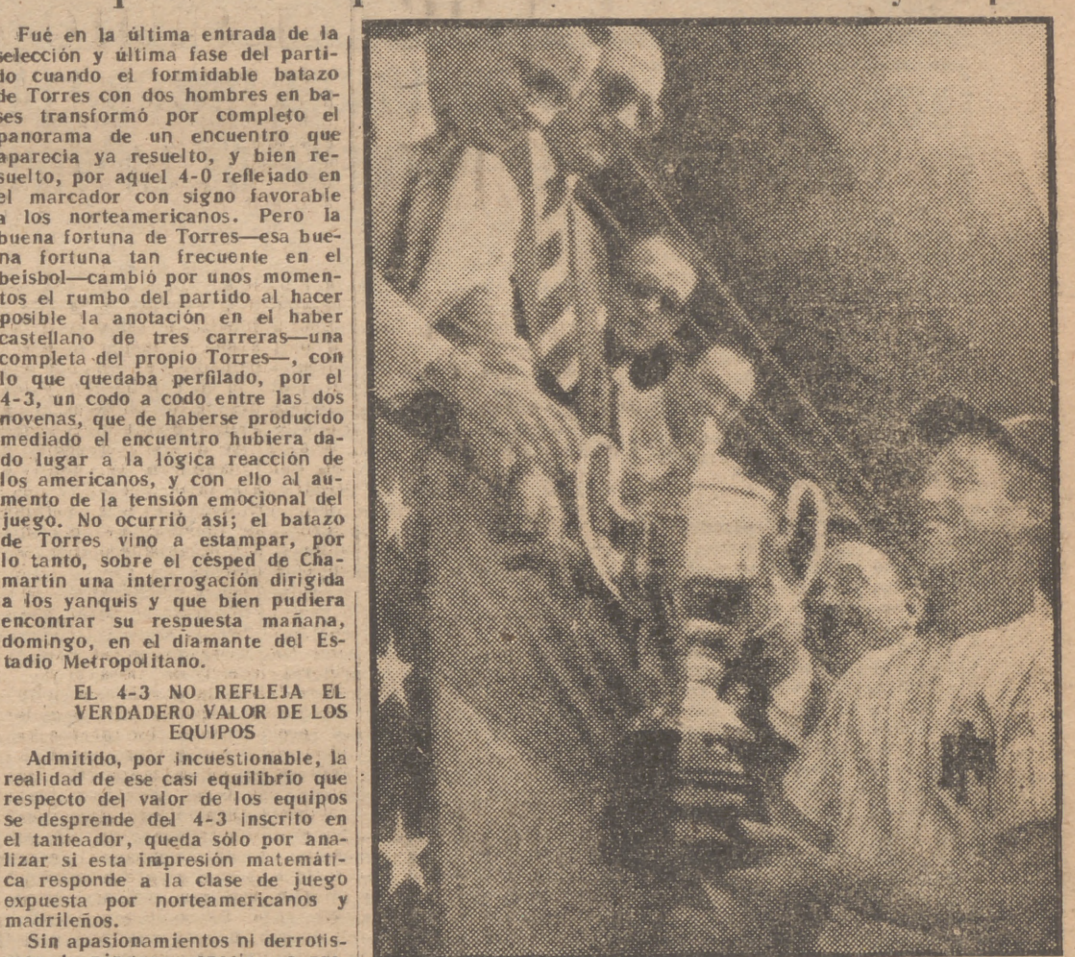 Fué en la última entrada de la
selección y última fase del parti-
do cuando el formidable batazo
de Torres con dos hombres en ba-
ses transformó por completo el
panorama de un encuentro que
aparecia ya resuelto, y bien re-
suelto, por aquel 4-0 reflejado en
el marcador con signo favorable
a los norteamericanos. Pero la
buena fortuna de Torres—esa bue-
na fortuna tan frecuente en el
beisbol—cambió por unos momen-
tos el rumbo del partido al hacer
posible la anotación en el haber
castellano de tres carreras—una
completa del propio Torres—, con
lo que quedaba perfilado, por el
4-3, un codo a codo entre las dos
novenas, que de haberse producido
mediado el encuentro hubiera da-
do lugar a la lógica reacción de
los americanos, y con ello al au-
mento de la tensión emocional del
juego. No ocurrió así; el batazo
de Torres vino a estampar, por
lo tanto, sobre el césped de Cha-
martin una interrogación dirigida
a los yanquis y que bien pudiera
encontrar su respuesta mañana,
domingo, en el diamante del Es-
tadio Metropolitano.
EL 4-3 NO REFLEJA EL
VERDADERO VALOR DE LOS
EQUIPOS
Admitido, por incuestionable, la
realidad de ese casi equilibrio que
respecto del valor de los equipos
se desprende del 4-3 inscrito en
el tanteador, queda sólo por ana-
lizar si esta impresión matemáti-
ca responde a la clase de juego
expuesta por norteamericanos y
madrileños.
Sin apasionamientos ni derrotis-